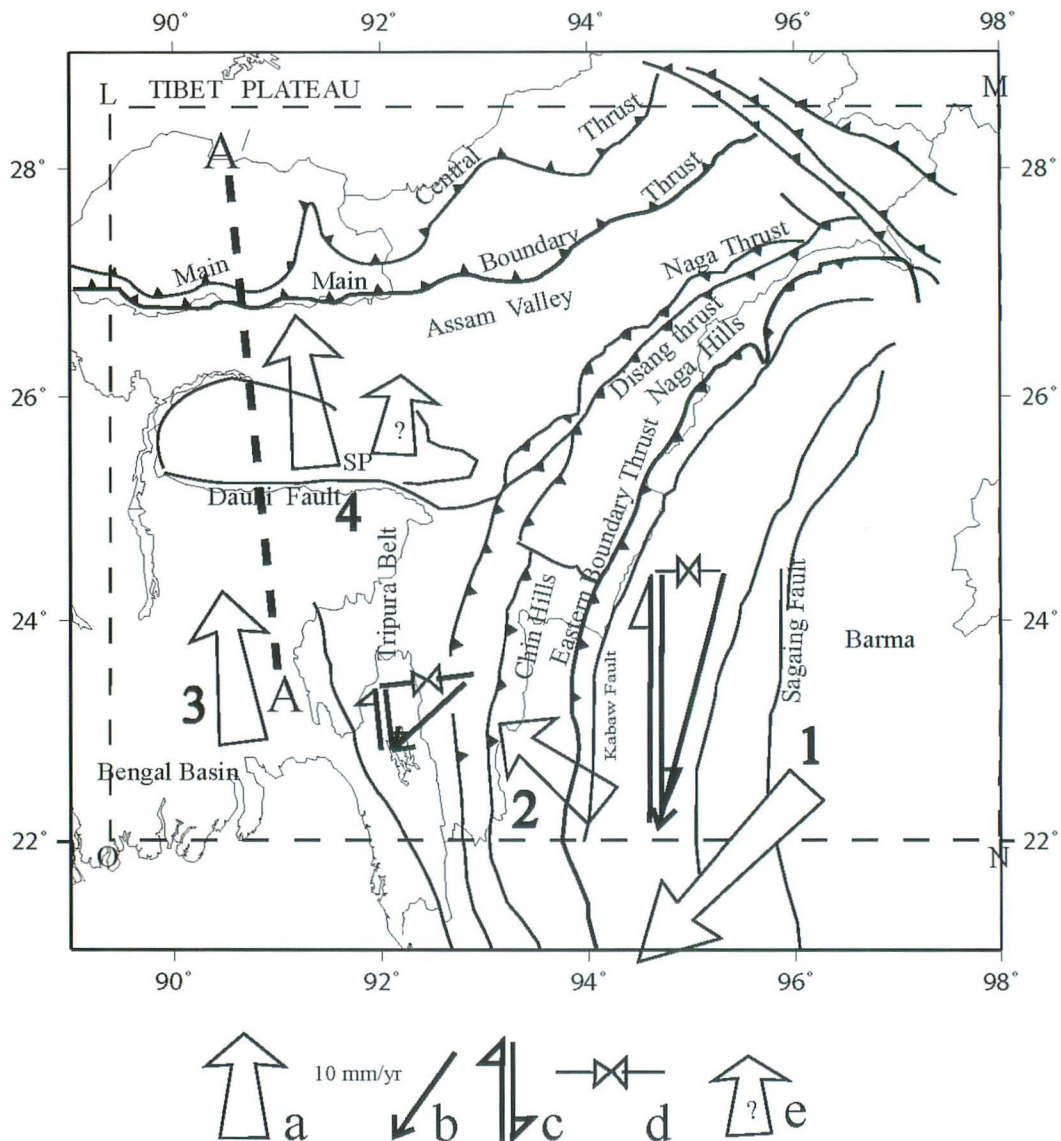 90° 92° 94° 96° 98°
L TIBET PLATEAU M
A
28° 28°
Central Thrust
Main Boundary Thrust
Main
Assam Valley
Naga Thrust
Disang thrust
Naga Hills
26° 26°
?
SP
Dauki Fault
4
Tripura Belt
Chin Hills
Eastern Boundary Thrust
Kabaw Fault
Sagaing Fault
24° 24°
Barma
3
A
1
Bengal Basin
2
22° 22°
O N
90° 92° 94° 96° 98°
a 10 mm/yr b c d ? e